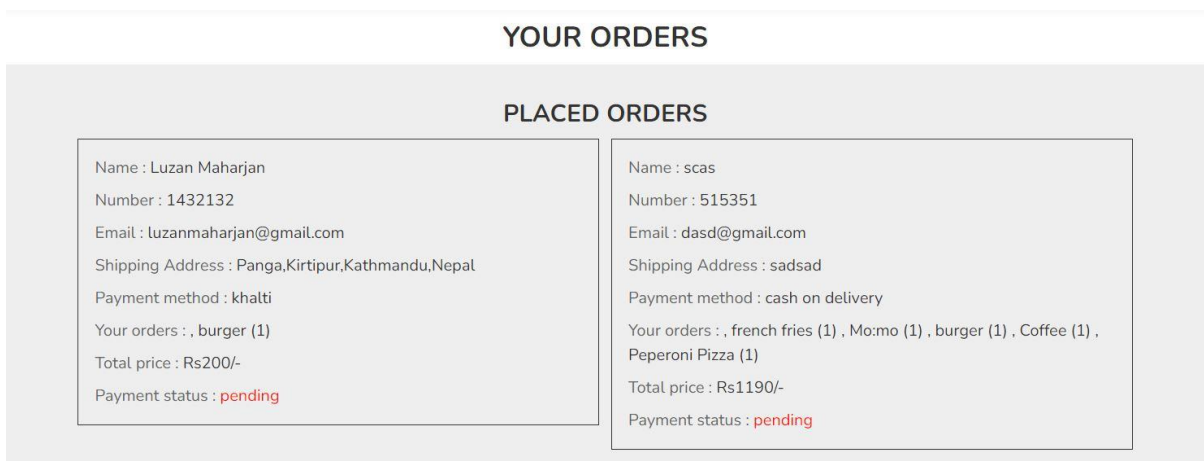 YOUR ORDERS
PLACED ORDERS
Name : Luzan Maharjan
Number : 1432132
Email : luzanmaharjan@gmail.com
Shipping Address : Panga,Kirtipur,Kathmandu,Nepal
Payment method : khalti
Your orders : , burger (1)
Total price : Rs200/-
Payment status : pending
Name : scas
Number : 515351
Email : dasd@gmail.com
Shipping Address : sadsad
Payment method : cash on delivery
Your orders : , french fries (1) , Mo:mo (1) , burger (1) , Coffee (1) ,
Peperoni Pizza (1)
Total price : Rs1190/-
Payment status : pending